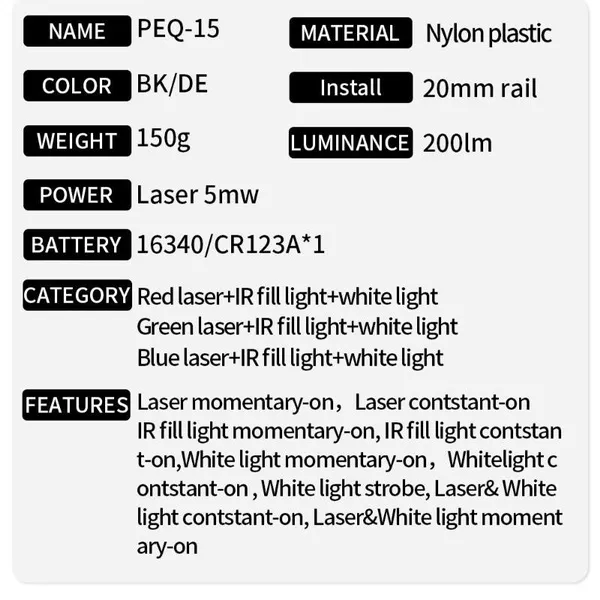 NAME PEQ-15 MATERIAL Nylon plastic
COLOR BK/DE Install 20mm rail
WEIGHT 150g LUMINANCE 200lm
POWER Laser 5mw
BATTERY 16340/CR123A*1
CATEGORY Red laser+IR fill light+white light
Green laser+IR fill light+white light
Blue laser+IR fill light+white light
FEATURES Laser momentary-on，Laser contstant-on
IR fill light momentary-on, IR fill light contstan
t-on,White light momentary-on，Whitelight c
ontstant-on , White light strobe, Laser& White
light contstant-on, Laser&White light moment
ary-on